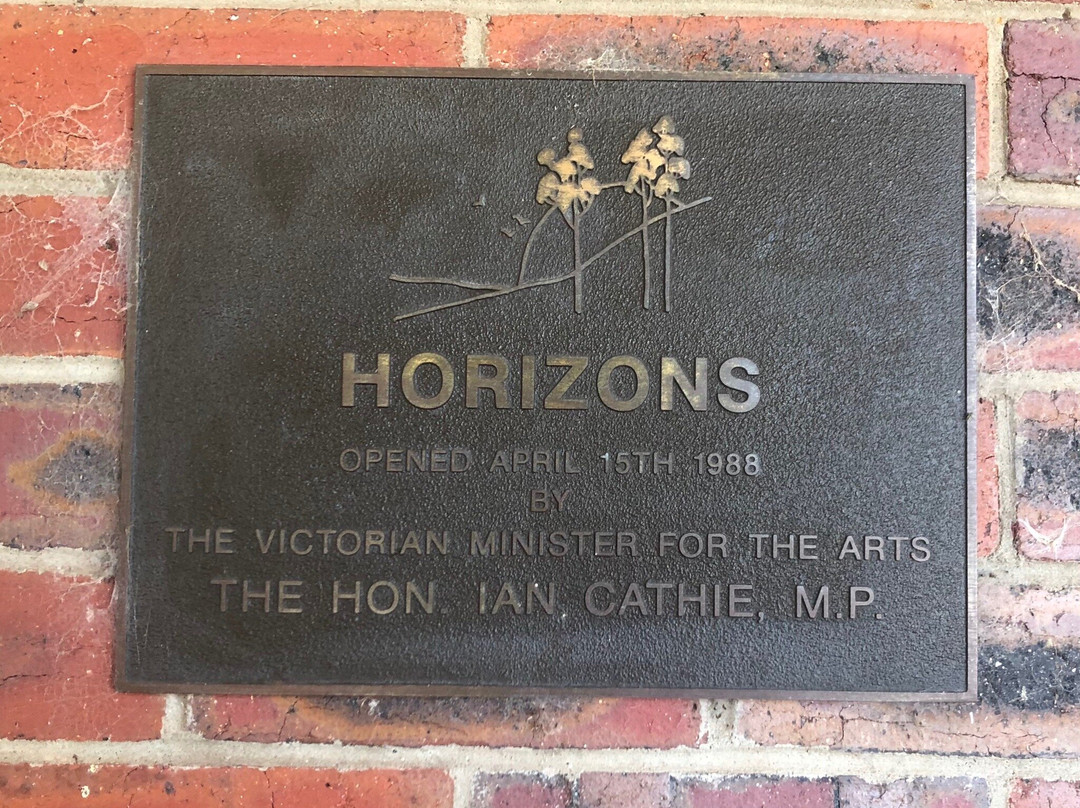 HORIZONS
OPENED APRIL 15TH 1988
BY
THE VICTORIAN MINISTER FOR THE ARTS
THE HON. IAN CATHIE, M.P.